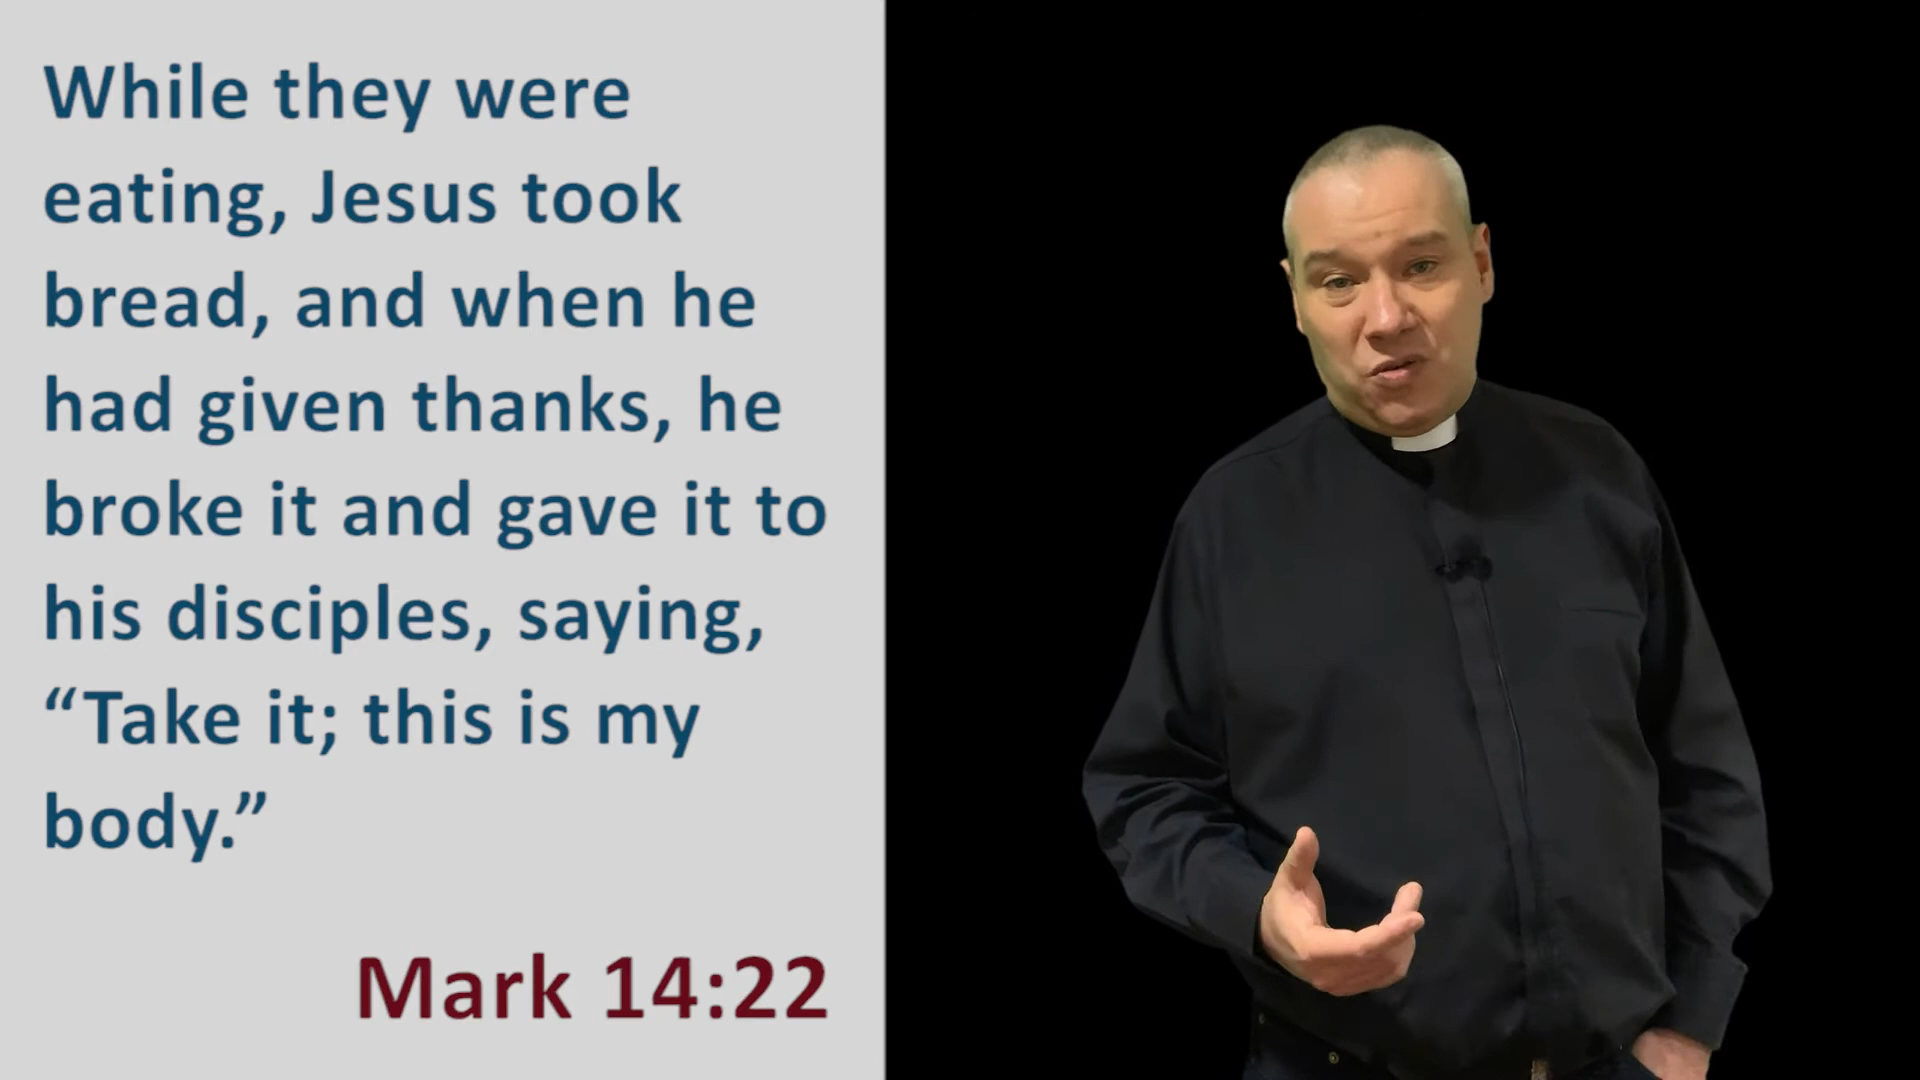 While they were
eating, Jesus took
bread, and when he
had given thanks, he
broke it and gave it to
his disciples, saying,
“Take it; this is my
body.”
Mark 14:22